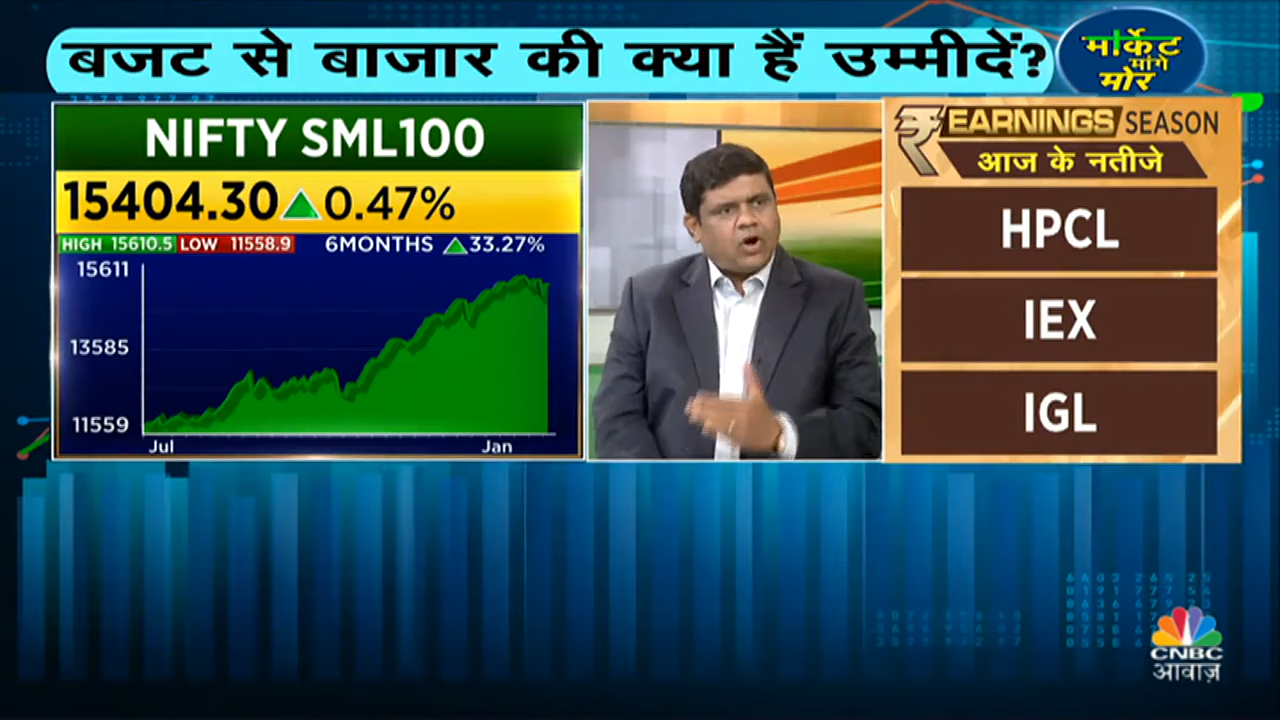 बजट से बाजार की क्या हैं उम्मीदें?
मार्केट
मांगे
मोर
NIFTY SML100
15404.30 0.47%
HIGH 15610.5 LOW 11558.9 6MONTHS 33.27%
15611
13585
11559
Jul Jan
₹ EARNINGS SEASON
आज के नतीजे
HPCL
IEX
IGL
CNBC
आवाज़